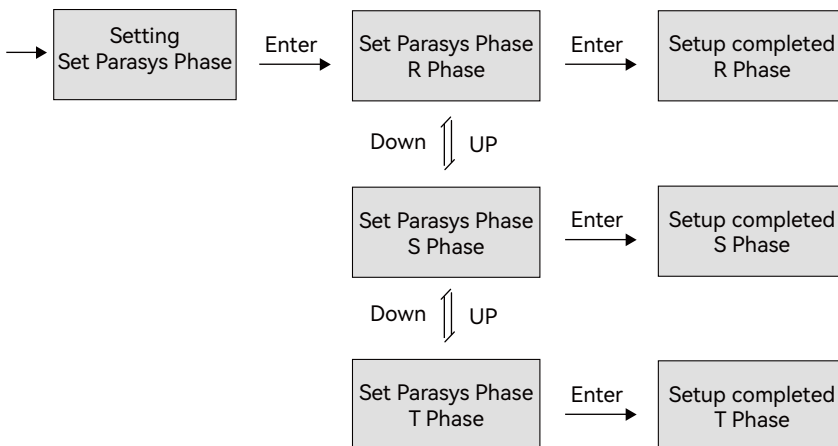 Setting
Set Parasys Phase
Enter
Set Parasys Phase
R Phase
Enter
Setup completed
R Phase
Down
UP
Set Parasys Phase
S Phase
Enter
Setup completed
S Phase
Down
UP
Set Parasys Phase
T Phase
Enter
Setup completed
T Phase